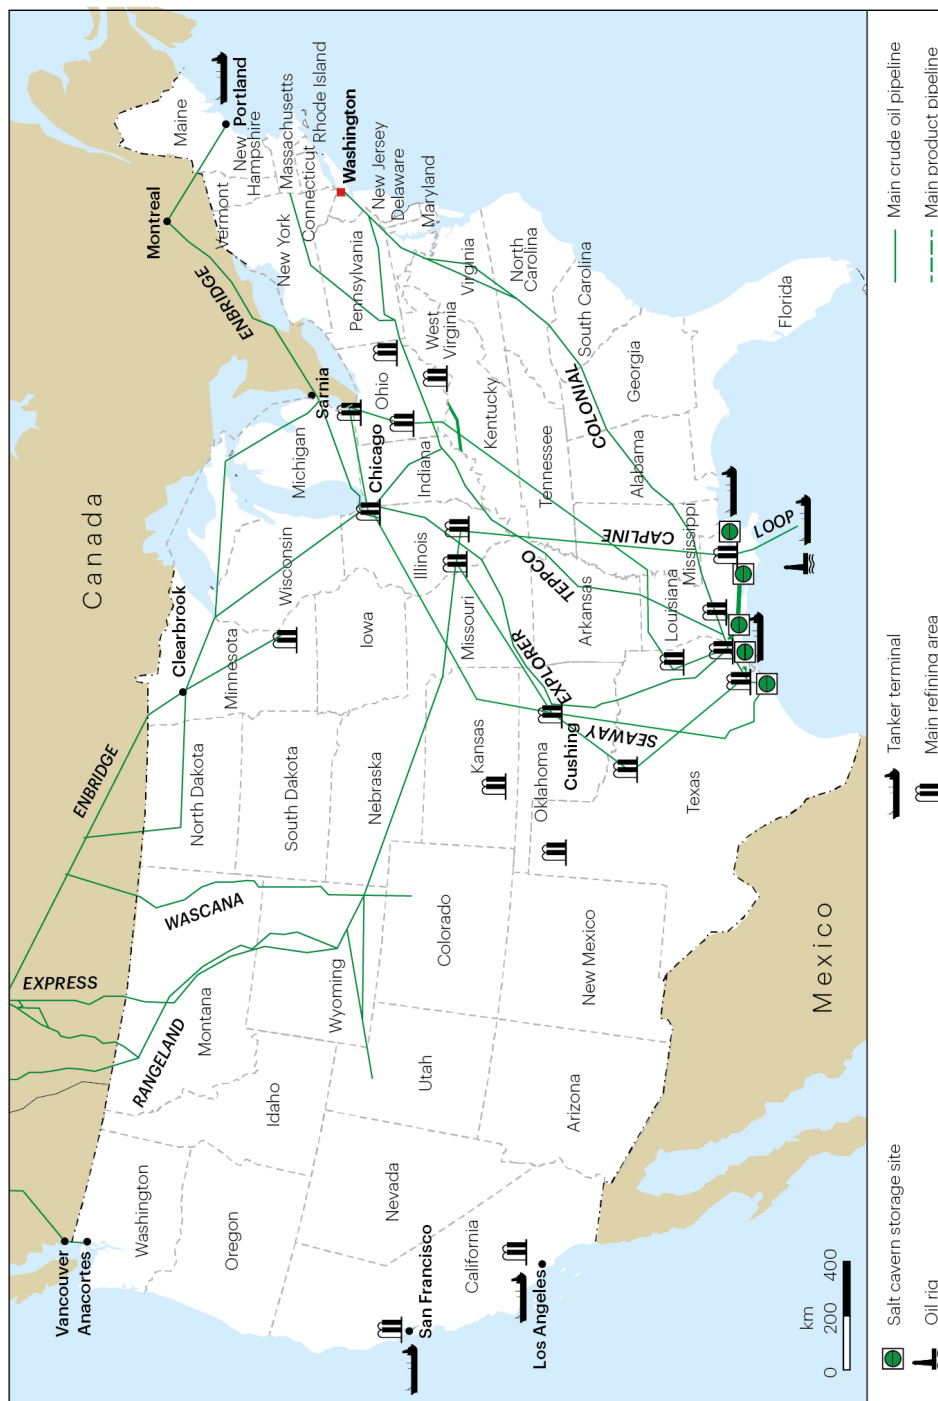 Canada
Mexico
Vancouver
Anacortes
San Francisco
Los Angeles
Clearbrook
Chicago
Sarnia
Montreal
Portland
Washington
Cushing
EXPRESS
RANGELAND
WASCANA
ENBRIDGE
ENBRIDGE
EXPLORER
SEAWAY
TEPPCO
CAPLINE
LOOP
COLONIAL
Washington
Oregon
California
Nevada
Idaho
Montana
Wyoming
Utah
Arizona
Colorado
New Mexico
North Dakota
South Dakota
Nebraska
Kansas
Oklahoma
Texas
Minnesota
Iowa
Missouri
Arkansas
Louisiana
Wisconsin
Illinois
Mississippi
Michigan
Indiana
Ohio
Kentucky
Tennessee
Alabama
Georgia
Florida
South Carolina
North
Carolina
Virginia
West
Virginia
Pennsylvania
New York
Vermont
New
Hampshire
Maine
Massachusetts
Rhode Island
Connecticut
New Jersey
Delaware
Maryland
km
0 200 400
Salt cavern storage site
Oil rig
Tanker terminal
Main refining area
Main crude oil pipeline
Main product pipeline